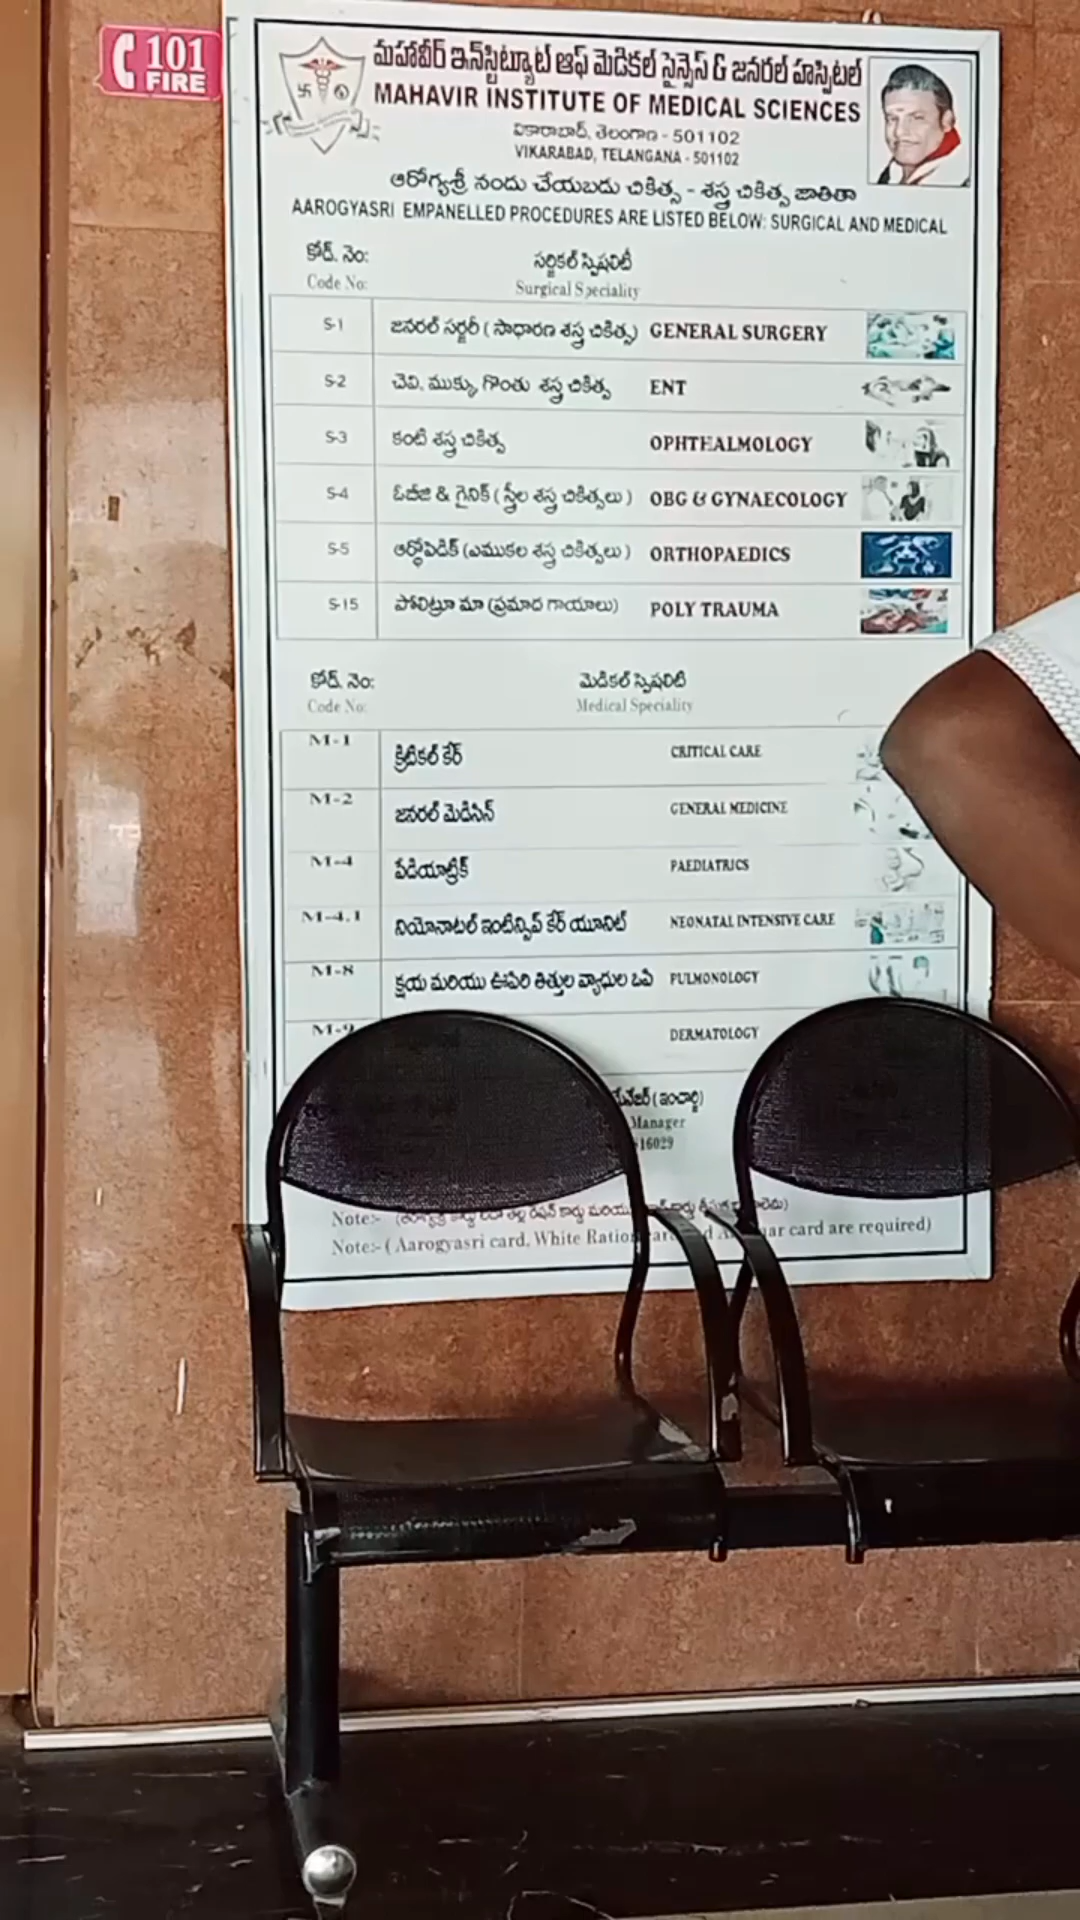 101
FIRE
మహావీర్ ఇన్‌స్టిట్యూట్ ఆఫ్ మెడికల్ సైన్సెస్ & జనరల్ హస్పిటల్
MAHAVIR INSTITUTE OF MEDICAL SCIENCES
వికారాబాద్, తెలంగాణ - 501102
VIKARABAD, TELANGANA - 501102
ఆరోగ్యశ్రీ నందు చేయబడు చికిత్స - శస్త్ర చికిత్స జాబితా
AAROGYASRI EMPANELLED PROCEDURES ARE LISTED BELOW: SURGICAL AND MEDICAL
కోడ్. నెం: సర్జికల్ స్పెషలిటీ
Code No: Surgical Speciality
S-1 జనరల్ సర్జరీ ( సాధారణ శస్త్ర చికిత్స) GENERAL SURGERY
S-2 చెవి, ముక్కు, గొంతు శస్త్ర చికిత్స ENT
S-3 కంటి శస్త్ర చికిత్స OPHTHALMOLOGY
S-4 ఓబీజి & గైనిక్ ( స్త్రీల శస్త్ర చికిత్సలు ) OBG & GYNAECOLOGY
S-5 ఆర్థోపెడిక్ (ఎముకల శస్త్ర చికిత్సలు ) ORTHOPAEDICS
S-15 పోలిట్రూ మా (ప్రమాద గాయాలు) POLY TRAUMA
కోడ్. నెం: మెడికల్ స్పెషలిటి
Code No: Medical Speciality
M-1 క్రిటికల్ కేర్ CRITICAL CARE
M-2 జనరల్ మెడిసిన్ GENERAL MEDICINE
M-4 పేడియాట్రిక్ PAEDIATRICS
M-4.1 నియోనాటల్ ఇంటెన్సివ్ కేర్ యూనిట్ NEONATAL INTENSIVE CARE
M-8 క్షయ మరియు ఊపిరి తిత్తుల వ్యాధుల ఒపి PULMONOLOGY
M-9 DERMATOLOGY
(ఇంచార్జి)
Manager
16029
Note:- రేషన్ కార్డు మరియు
Note:- ( Aarogyasri card, White Ration card are required)